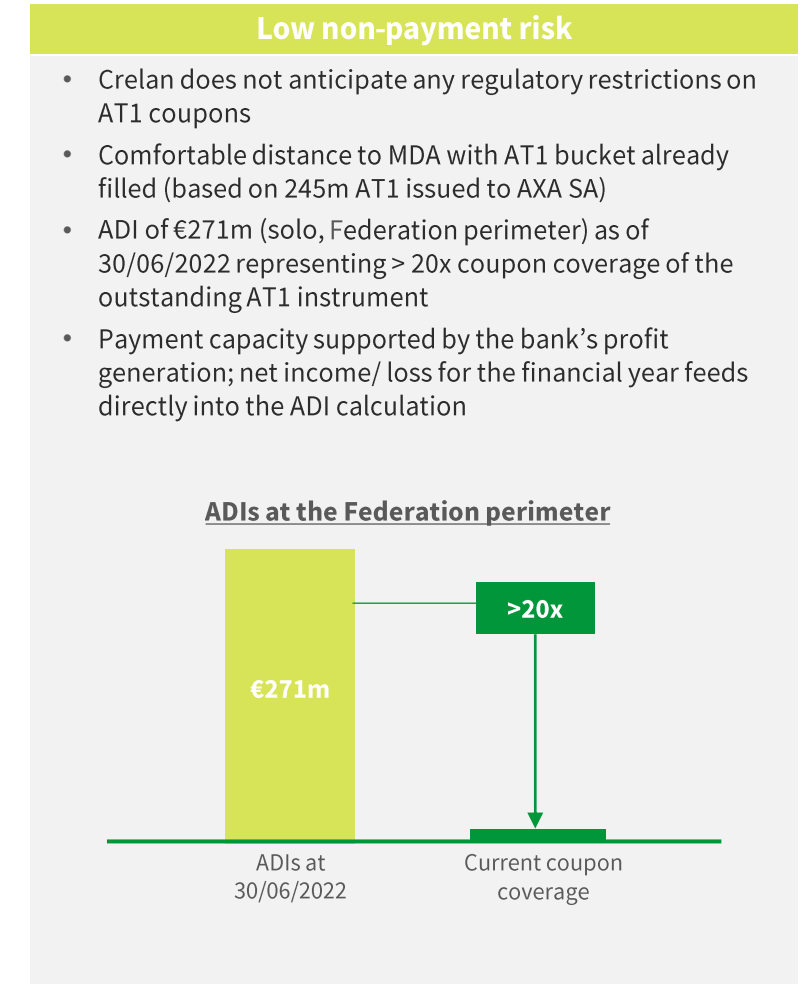 Low non-payment risk
• Crelan does not anticipate any regulatory restrictions on
AT1 coupons
• Comfortable distance to MDA with AT1 bucket already
filled (based on 245m AT1 issued to AXA SA)
• ADI of €271m (solo, Federation perimeter) as of
30/06/2022 representing > 20x coupon coverage of the
outstanding AT1 instrument
• Payment capacity supported by the bank’s profit
generation; net income/ loss for the financial year feeds
directly into the ADI calculation
ADIs at the Federation perimeter
>20x
€271m
ADIs at
30/06/2022
Current coupon
coverage